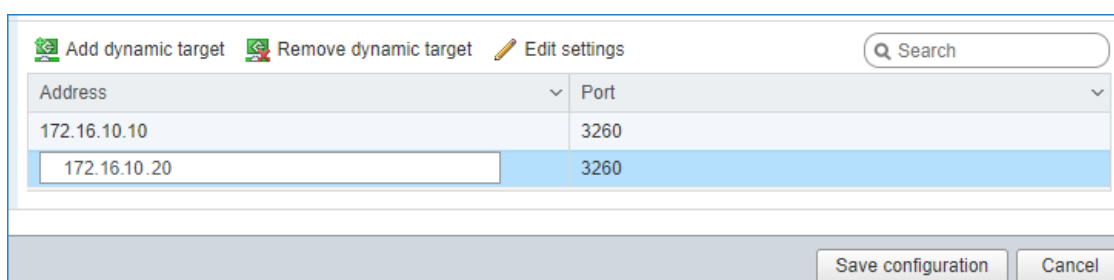 Add dynamic target Remove dynamic target Edit settings Search
Address Port
172.16.10.10 3260
172.16.10.20 3260
Save configuration Cancel